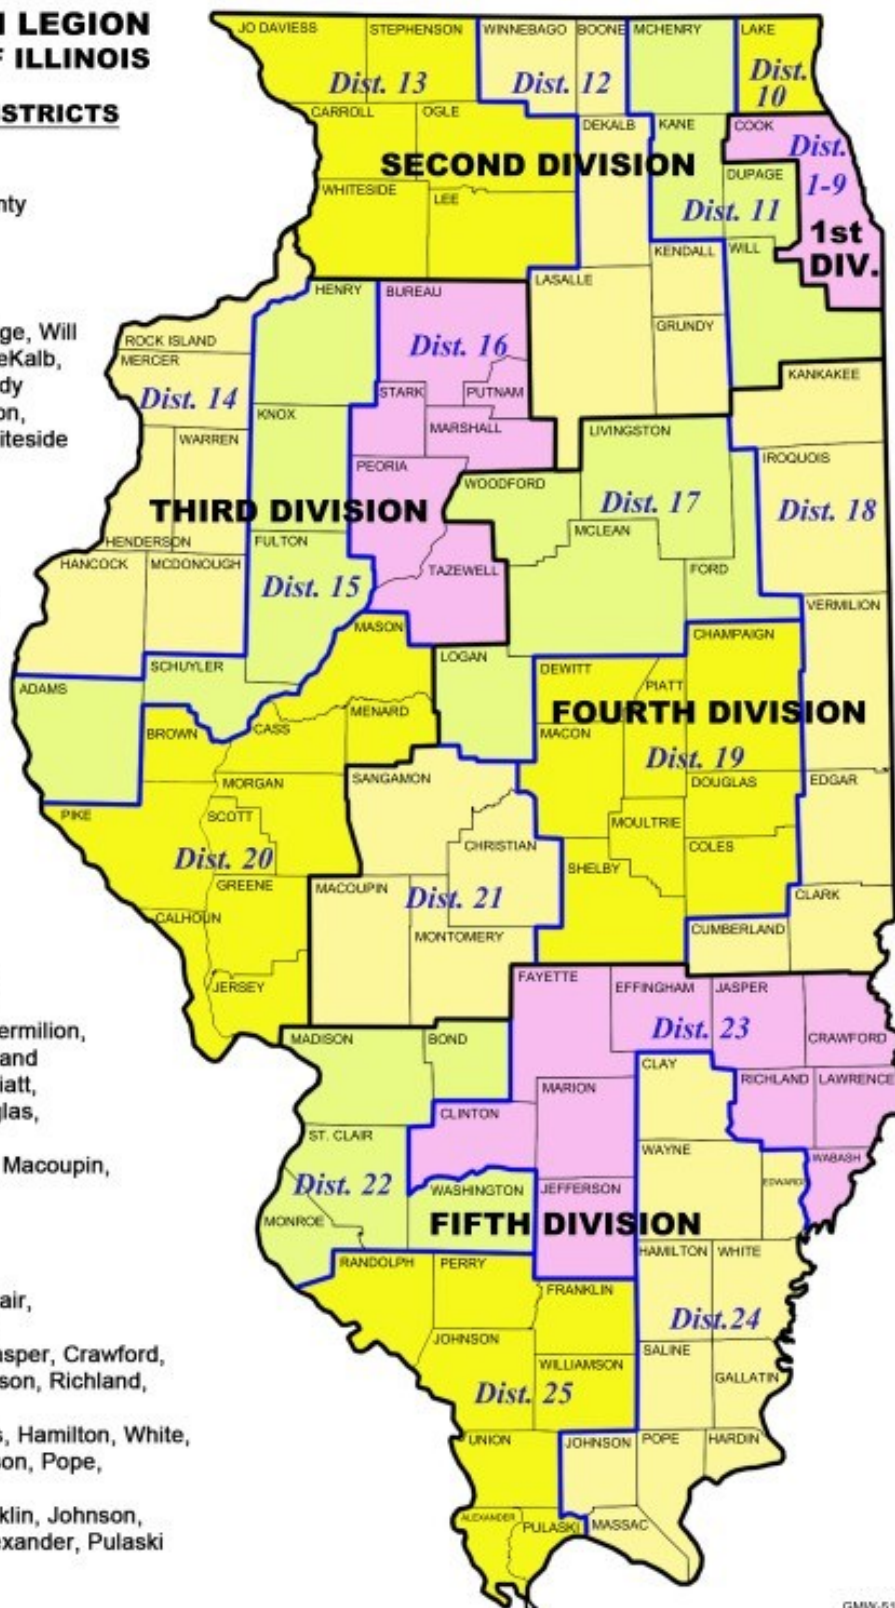 N LEGION
F ILLINOIS
STRICTS
nty
ge, Will
eKalb,
dy
on,
iteside
ermilion,
and
iatt,
glas,
Macoupin,
air,
asper, Crawford,
son, Richland,
s, Hamilton, White,
son, Pope,
klin, Johnson,
exander, Pulaski
JO DAVIESS
STEPHENSON
WINNEBAGO
BOONE
MCHENRY
LAKE
Dist. 13
Dist. 12
Dist.
10
CARROLL
OGLE
DEKALB
KANE
COOK
Dist.
1-9
SECOND DIVISION
DUPAGE
WHITESIDE
LEE
Dist. 11
1st
DIV.
KENDALL
WILL
LASALLE
HENRY
BUREAU
GRUNDY
ROCK ISLAND
MERCER
Dist. 16
KANKAKEE
Dist. 14
STARK
PUTNAM
KNOX
MARSHALL
LIVINGSTON
WARREN
PEORIA
IROQUOIS
WOODFORD
Dist. 17
Dist. 18
THIRD DIVISION
MCLEAN
HENDERSON
FULTON
HANCOCK
MCDONOUGH
TAZEWELL
FORD
Dist. 15
VERMILION
MASON
CHAMPAIGN
LOGAN
SCHUYLER
DEWITT
ADAMS
PIATT
MENARD
FOURTH DIVISION
BROWN
CASS
MACON
Dist. 19
SANGAMON
MORGAN
DOUGLAS
EDGAR
PIKE
SCOTT
MOULTRIE
CHRISTIAN
COLES
Dist. 20
SHELBY
GREENE
MACOUPIN
Dist. 21
CLARK
CALHOUN
MONTGOMERY
CUMBERLAND
FAYETTE
JERSEY
EFFINGHAM
JASPER
Dist. 23
MADISON
BOND
CRAWFORD
CLAY
MARION
RICHLAND
LAWRENCE
CLINTON
ST. CLAIR
WAYNE
WABASH
Dist. 22
WASHINGTON
JEFFERSON
EDWARD
MONROE
FIFTH DIVISION
HAMILTON
WHITE
RANDOLPH
PERRY
FRANKLIN
Dist.24
JOHNSON
SALINE
WILLIAMSON
GALLATIN
Dist. 25
UNION
JOHNSON
POPE
HARDIN
ALEXANDER
PULASKI
MASSAC